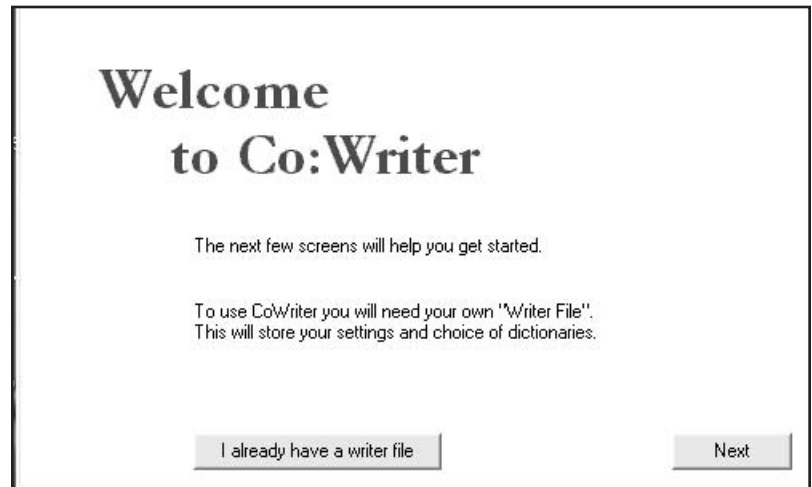 Welcome
to Co:Writer
The next few screens will help you get started.
To use CoWriter you will need your own "Writer File".
This will store your settings and choice of dictionaries.
I already have a writer file
Next